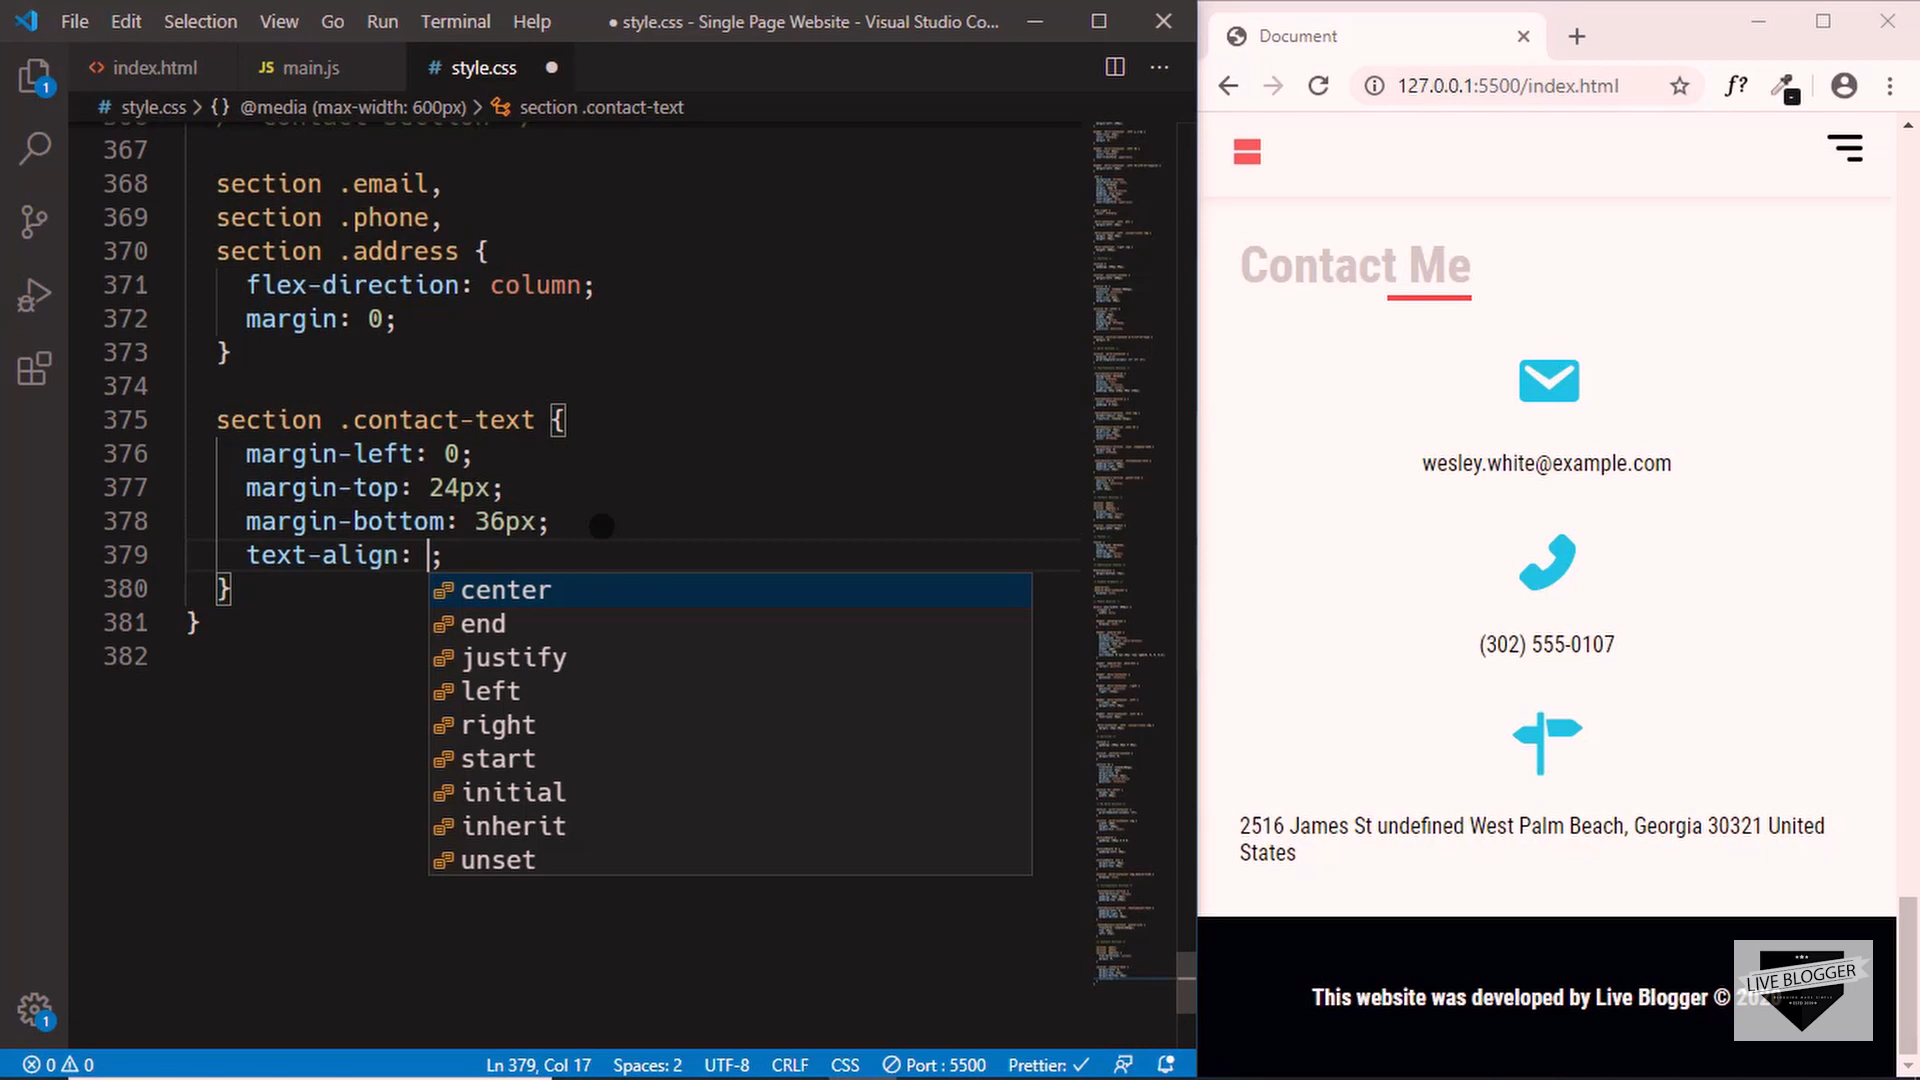 File Edit Selection View Go Run Terminal Help
● style.css - Single Page Website - Visual Studio Co...
index.html
JS main.js
# style.css ●
# style.css > {} @media (max-width: 600px) > section .contact-text
367
368 section .email,
369 section .phone,
370 section .address {
371 flex-direction: column;
372 margin: 0;
373 }
374
375 section .contact-text {
376 margin-left: 0;
377 margin-top: 24px;
378 margin-bottom: 36px;
379 text-align: ;
380 }
381 }
382
center
end
justify
left
right
start
initial
inherit
unset
1
1
0 0
Ln 379, Col 17 Spaces: 2 UTF-8 CRLF CSS Port : 5500 Prettier: ✓
Document
127.0.0.1:5500/index.html
f?
Contact Me
wesley.white@example.com
(302) 555-0107
2516 James St undefined West Palm Beach, Georgia 30321 United
States
This website was developed by Live Blogger ©
LIVE BLOGGER